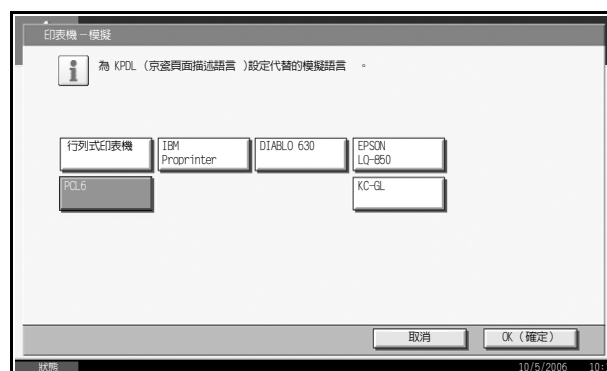 印表機－模擬
為 KPDL（京瓷頁面描述語言）設定代替的模擬語言 。
行列式印表機
IBM
Proprinter
DIABLO 630
EPSON
LQ-850
PCL6
KC-GL
取消
OK（確定）
狀態
10/5/2006 10: